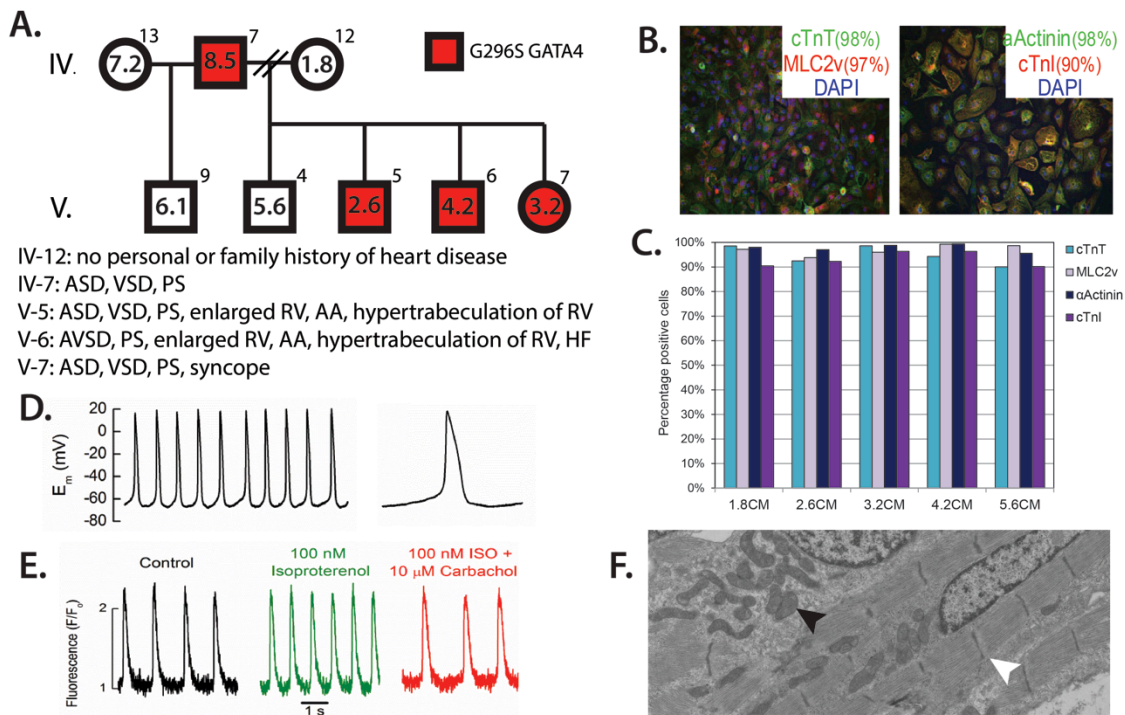 A.
13
7
12
IV.
7.2
8.5
1.8
G296S GATA4
9
4
5
6
7
V.
6.1
5.6
2.6
4.2
3.2
IV-12: no personal or family history of heart disease
IV-7: ASD, VSD, PS
V-5: ASD, VSD, PS, enlarged RV, AA, hypertrabeculation of RV
V-6: AVSD, PS, enlarged RV, AA, hypertrabeculation of RV, HF
V-7: ASD, VSD, PS, syncope
B.
cTnT(98%)
MLC2v(97%)
DAPI
aActinin(98%)
cTnI(90%)
DAPI
C.
Percentage positive cells
100%
90%
80%
70%
60%
50%
40%
30%
20%
10%
0%
1.8CM
2.6CM
3.2CM
4.2CM
5.6CM
cTnT
MLC2v
αActinin
cTnI
D.
Em (mV)
20
0
-20
-40
-60
-80
E.
Fluorescence (F/F0)
2
1
Control
100 nM
Isoproterenol
100 nM ISO +
10 μM Carbachol
1 s
F.